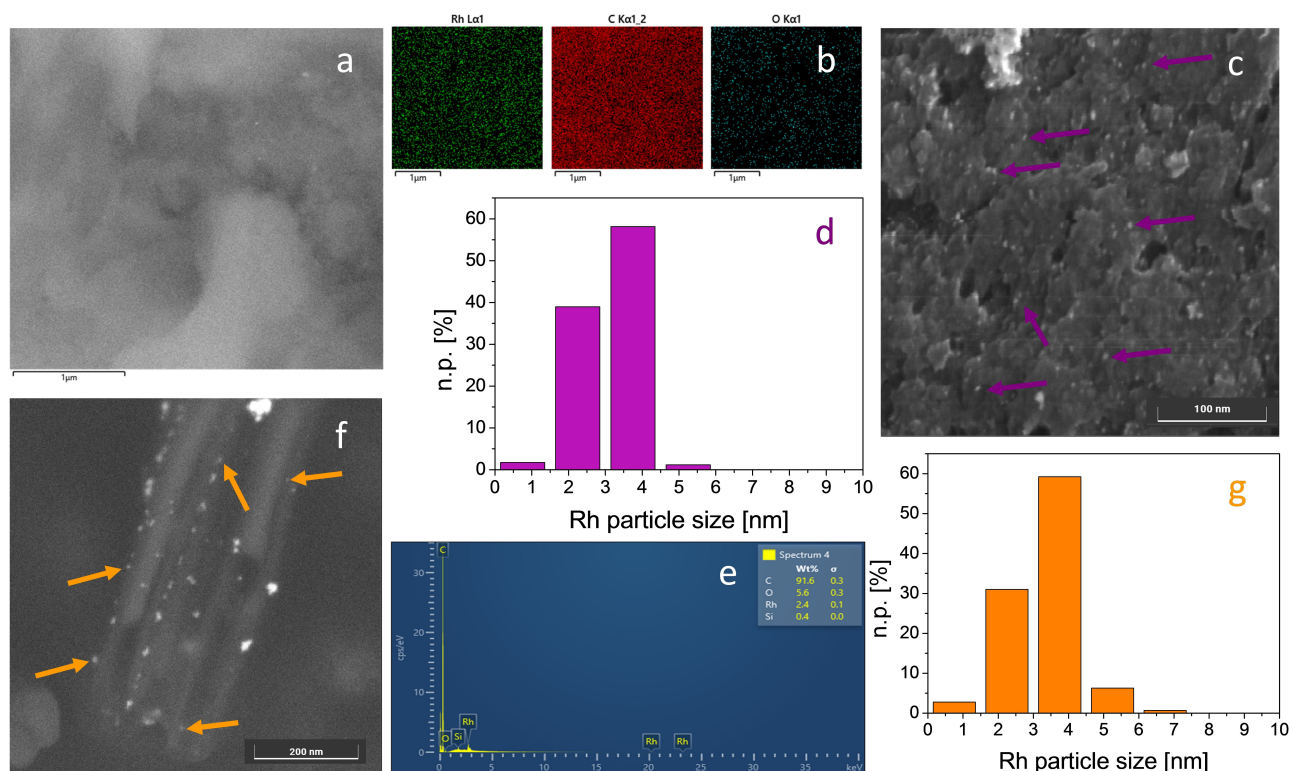 a
1µm
Rh Lα1
C Kα1_2
O Kα1
b
1µm
1µm
1µm
c
100 nm
d
n.p. [%]
60
50
40
30
20
10
0
0 1 2 3 4 5 6 7 8 9 10
Rh particle size [nm]
f
200 nm
e
Spectrum 4
Wt% σ
C 91.6 0.3
O 5.6 0.3
Rh 2.4 0.1
Si 0.4 0.0
cps/eV
30
20
10
0
C
O
Si
Rh
Rh
Rh
0 5 10 15 20 25 30 keV
g
n.p. [%]
60
50
40
30
20
10
0
0 1 2 3 4 5 6 7 8 9 10
Rh particle size [nm]